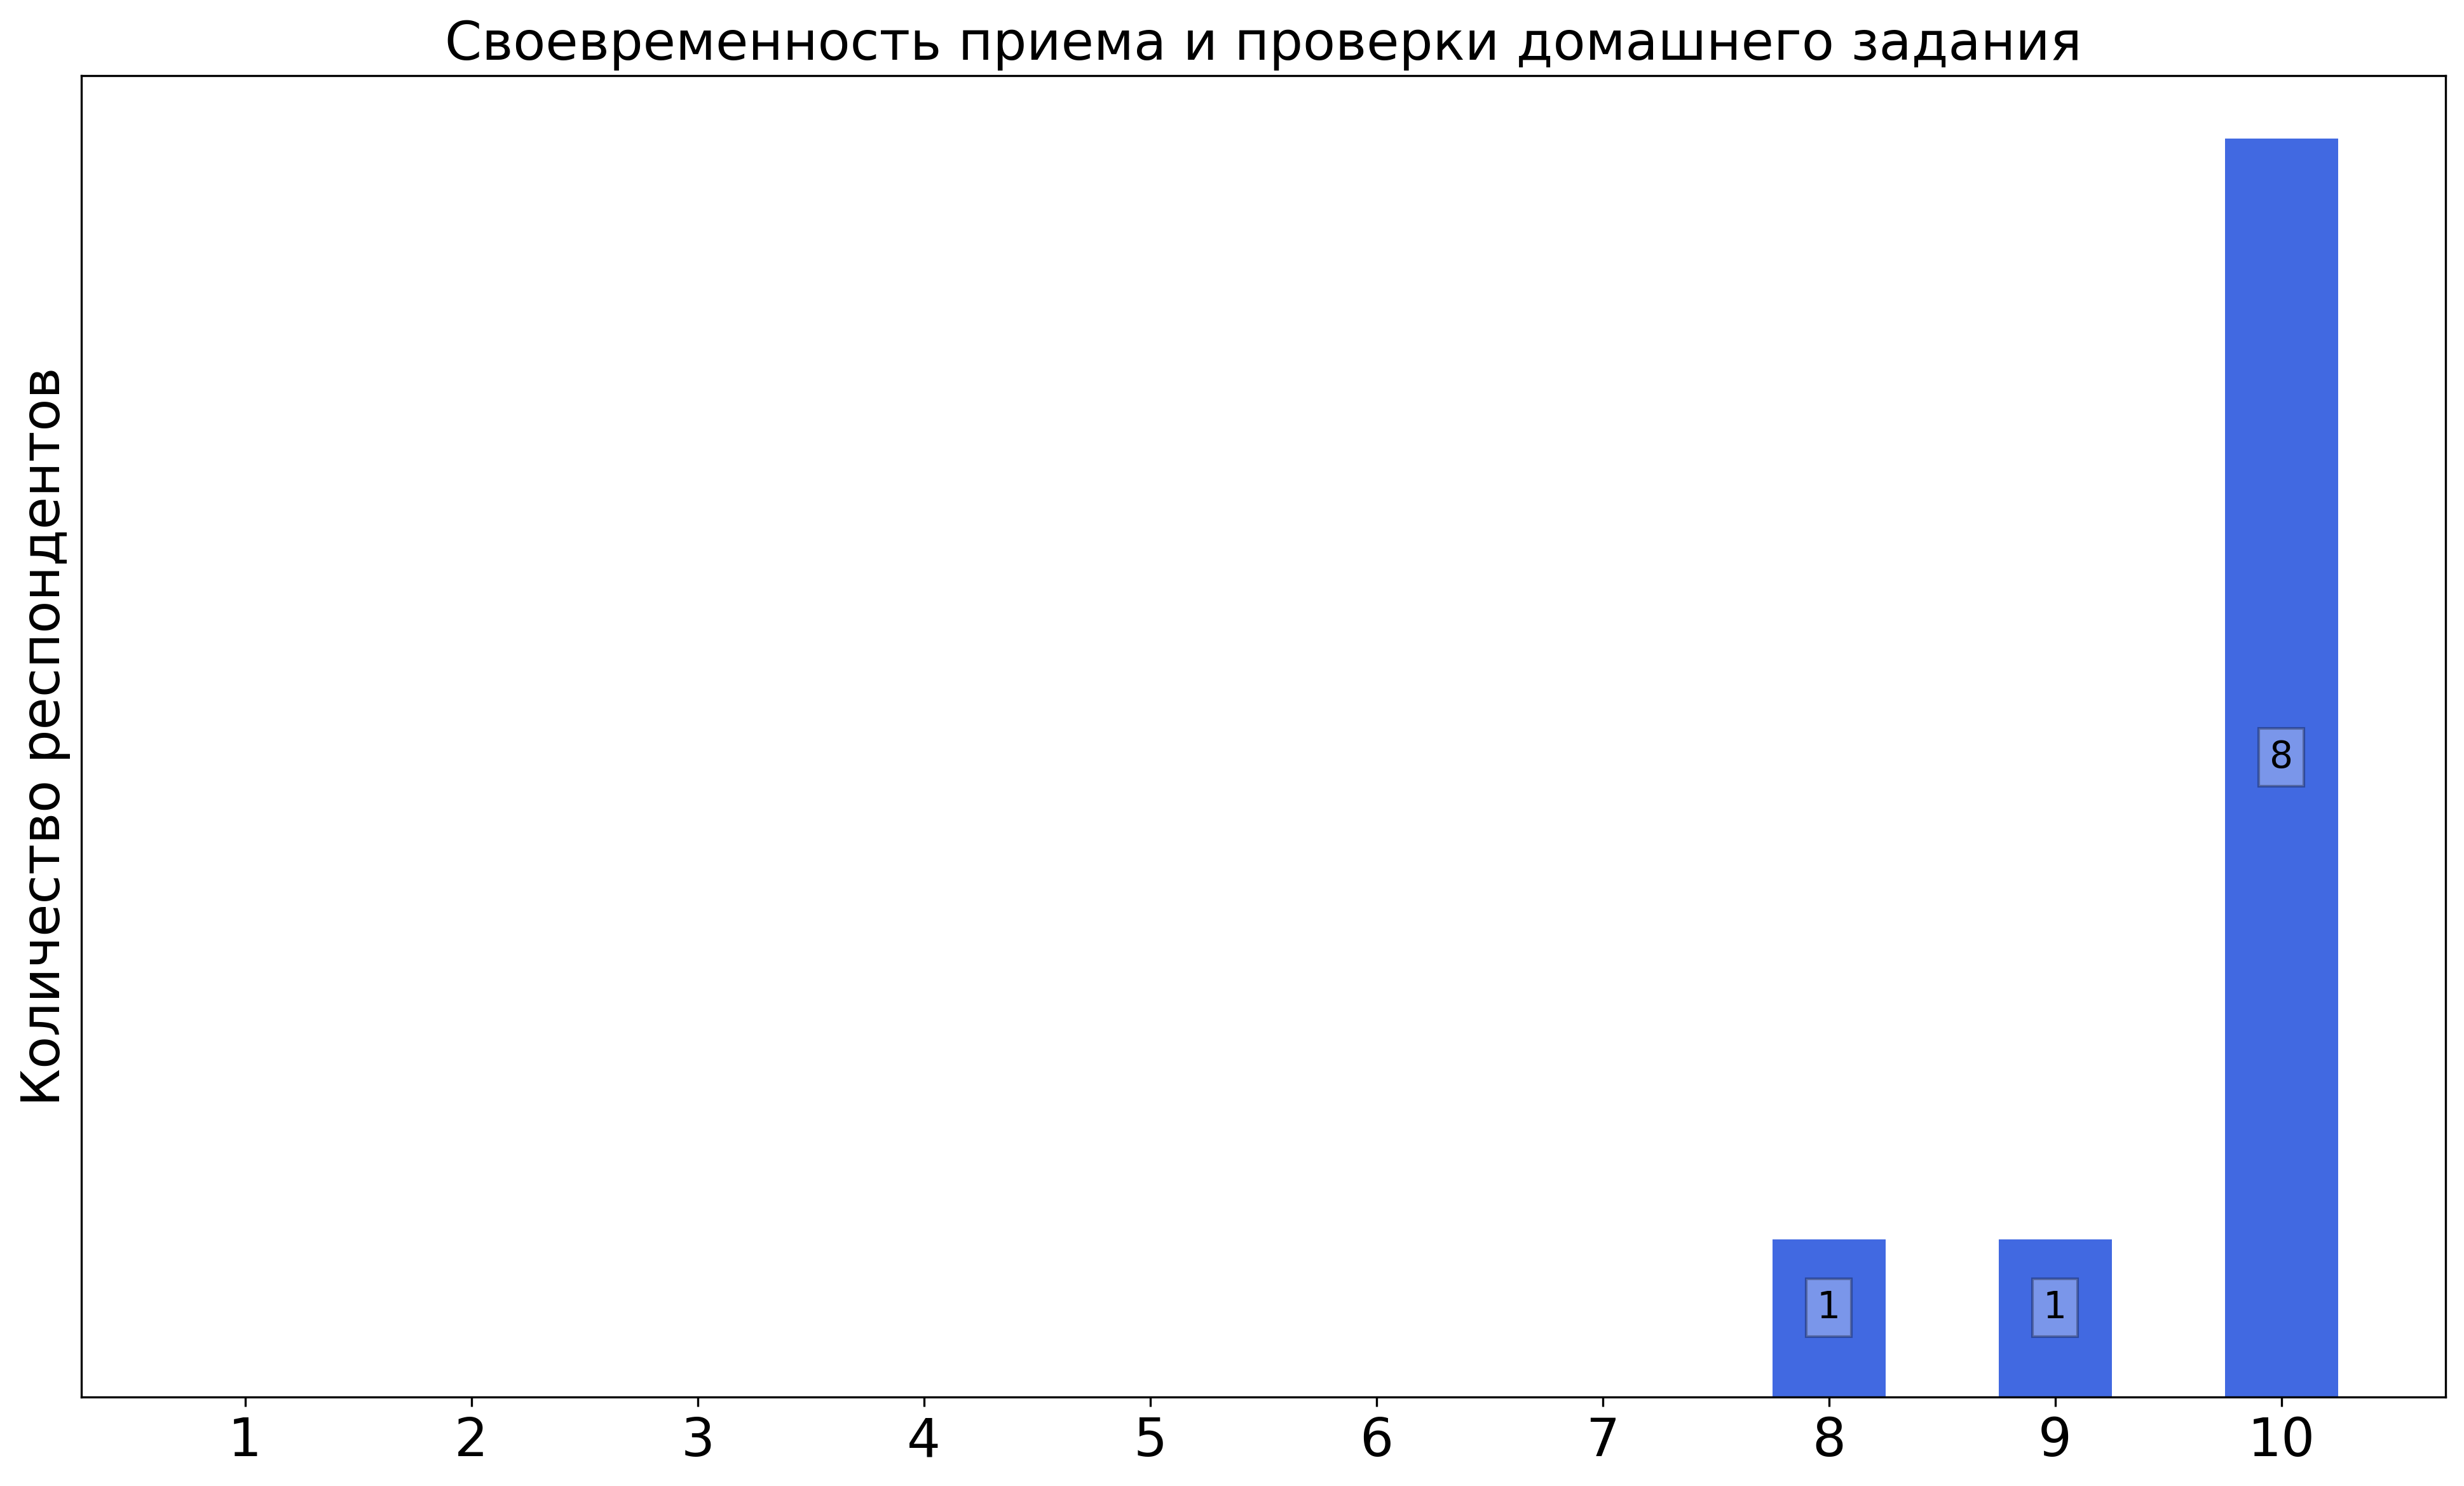 Своевременность приема и проверки домашнего задания
Количество респондентов
8
1
1
1 2 3 4 5 6 7 8 9 10